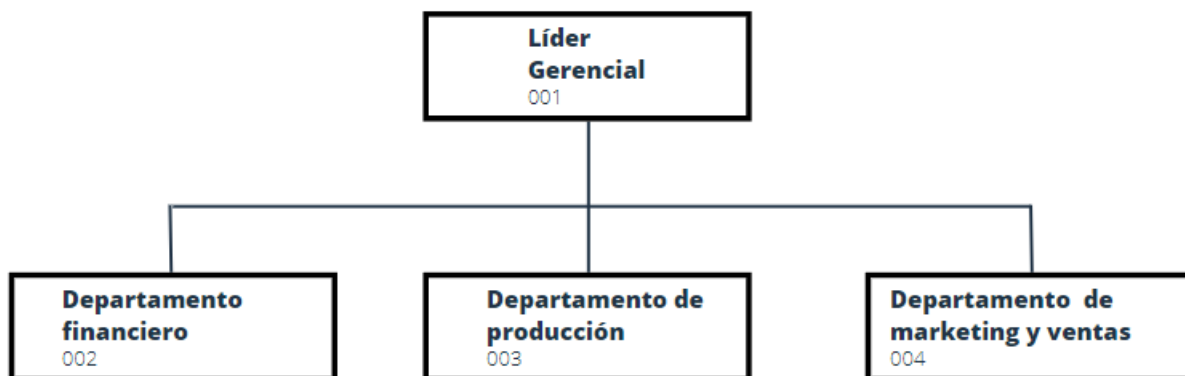 Líder
Gerencial
001
Departamento
financiero
002
Departamento de
producción
003
Departamento  de
marketing y ventas
004